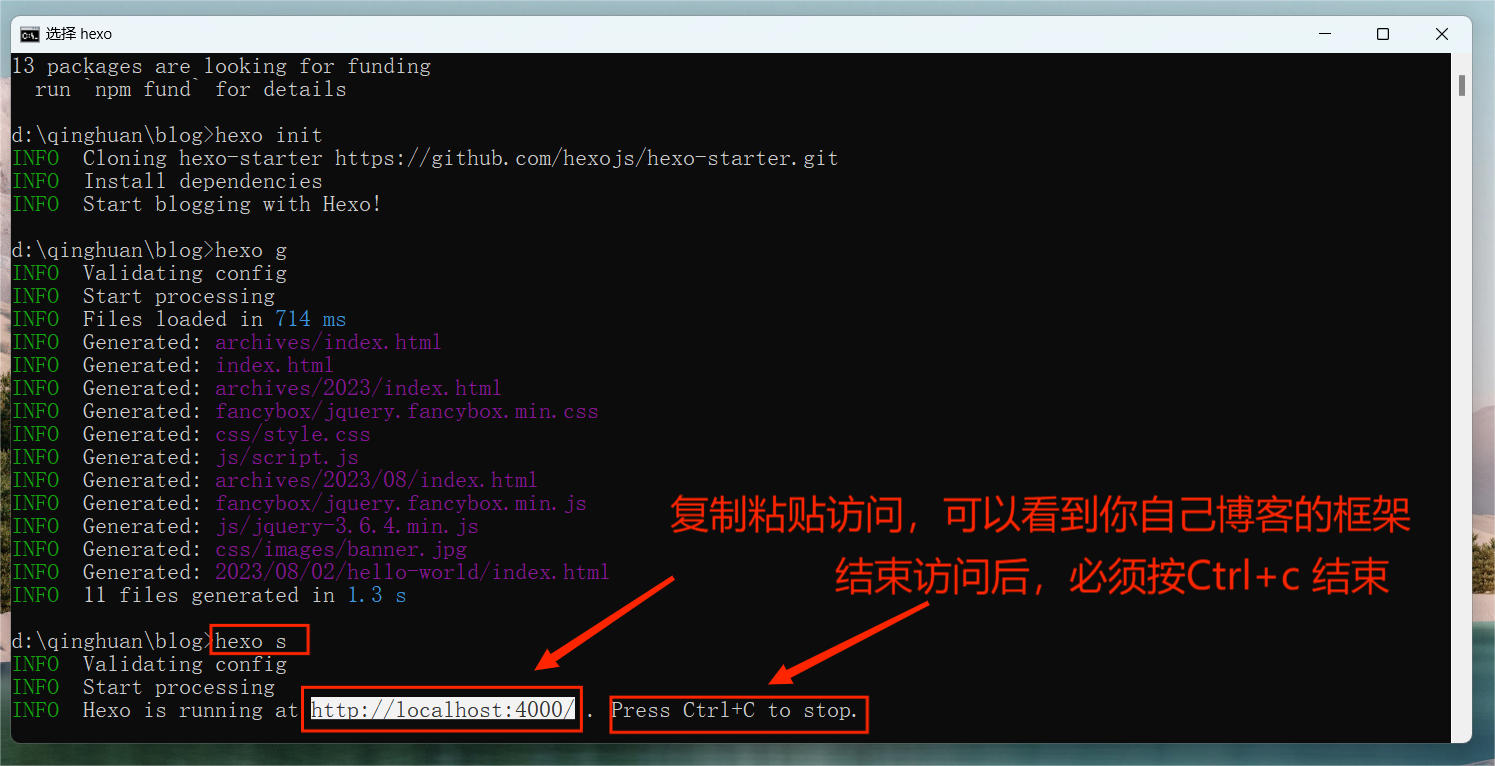 选择 hexo
13 packages are looking for funding
run `npm fund` for details
d:\qinghuan\blog>hexo init
INFO  Cloning hexo-starter https://github.com/hexojs/hexo-starter.git
INFO  Install dependencies
INFO  Start blogging with Hexo!
d:\qinghuan\blog>hexo g
INFO  Validating config
INFO  Start processing
INFO  Files loaded in 714 ms
INFO  Generated: archives/index.html
INFO  Generated: index.html
INFO  Generated: archives/2023/index.html
INFO  Generated: fancybox/jquery.fancybox.min.css
INFO  Generated: css/style.css
INFO  Generated: js/script.js
INFO  Generated: archives/2023/08/index.html
INFO  Generated: fancybox/jquery.fancybox.min.js
INFO  Generated: js/jquery-3.6.4.min.js
INFO  Generated: css/images/banner.jpg
INFO  Generated: 2023/08/02/hello-world/index.html
INFO  11 files generated in 1.3 s
复制粘贴访问，可以看到你自己博客的框架
结束访问后，必须按Ctrl+c 结束
d:\qinghuan\blog>hexo s
INFO  Validating config
INFO  Start processing
INFO  Hexo is running at http://localhost:4000/ . Press Ctrl+C to stop.